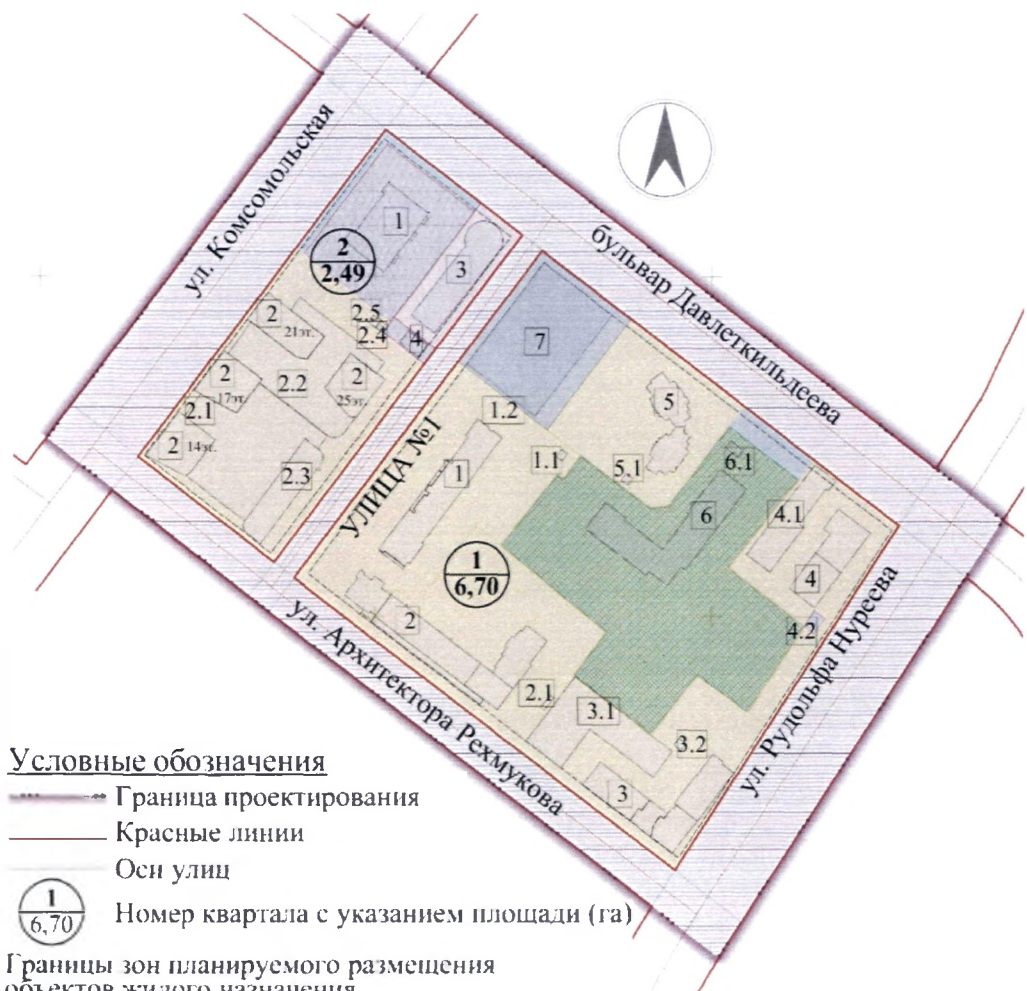 ул. Комсомольская
бульвар Давлеткильдеева
1
2
2,49
3
2.5
2.4
4
2
21эт.
2
17эт.
2.2
2
25эт.
2.1
2 14эт.
2.3
УЛИЦА №1
7
1.2
1
1.1
5
5.1
6.1
6
4.1
4
4.2
1
6,70
2
2.1
3.1
3.2
3
ул. Архитектора Рехмукова
ул. Рудольфа Нуреева
Условные обозначения
Граница проектирования
Красные линии
Оси улиц
1
6,70
Номер квартала с указанием площади (га)
Границы зон планируемого размещения
объектов жилого назначения